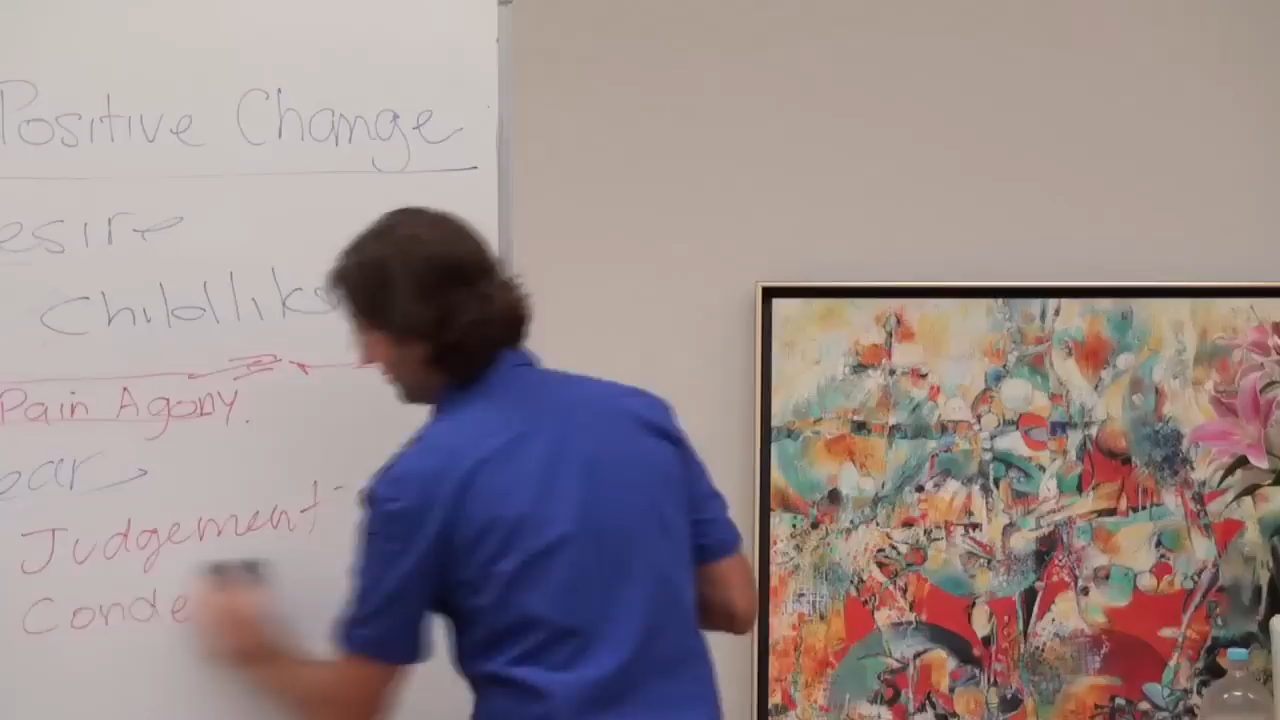 Positive Change
esire
Childlike
Pain Agony.
ear
Judgement -
Conde